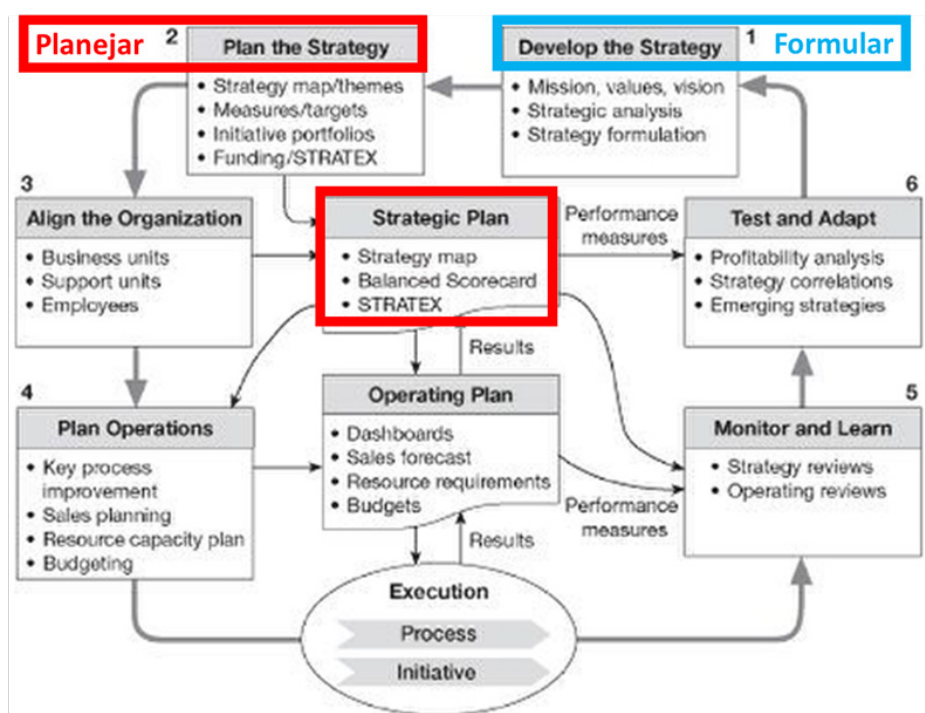 Planejar 2
Plan the Strategy
• Strategy map/themes
• Measures/targets
• Initiative portfolios
• Funding/STRATEX
Develop the Strategy
1 Formular
• Mission, values, vision
• Strategic analysis
• Strategy formulation
3
Align the Organization
• Business units
• Support units
• Employees
Strategic Plan
• Strategy map
• Balanced Scorecard
• STRATEX
Performance
measures
6
Test and Adapt
• Profitability analysis
• Strategy correlations
• Emerging strategies
Results
4
Plan Operations
• Key process
improvement
• Sales planning
• Resource capacity plan
• Budgeting
Operating Plan
• Dashboards
• Sales forecast
• Resource requirements
• Budgets
Performance
measures
5
Monitor and Learn
• Strategy reviews
• Operating reviews
Results
Execution
Process
Initiative